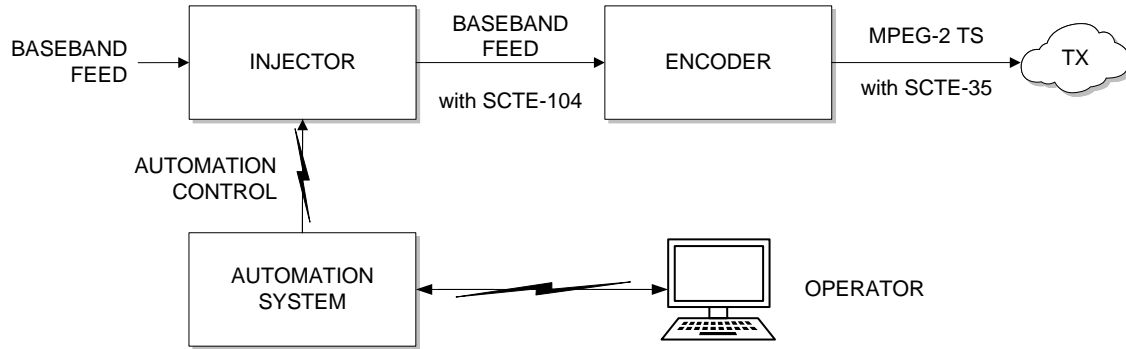 BASEBAND
FEED
INJECTOR
BASEBAND
FEED
with SCTE-104
ENCODER
MPEG-2 TS
with SCTE-35
TX
AUTOMATION
CONTROL
AUTOMATION
SYSTEM
OPERATOR